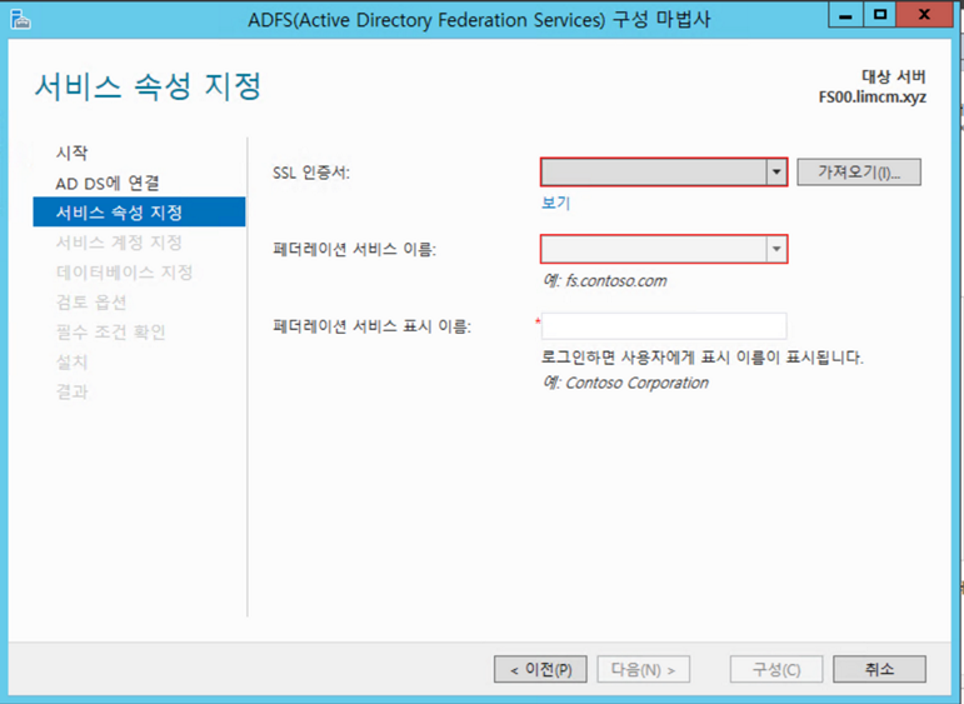 ADFS(Active Directory Federation Services) 구성 마법사
서비스 속성 지정
대상 서버
FS00.limcm.xyz
시작
AD DS에 연결
서비스 속성 지정
서비스 계정 지정
데이터베이스 지정
검토 옵션
필수 조건 확인
설치
결과
SSL 인증서:
가져오기(I)...
보기
페더레이션 서비스 이름:
예: fs.contoso.com
페더레이션 서비스 표시 이름:
*
로그인하면 사용자에게 표시 이름이 표시됩니다.
예: Contoso Corporation
< 이전(P)
다음(N) >
구성(C)
취소